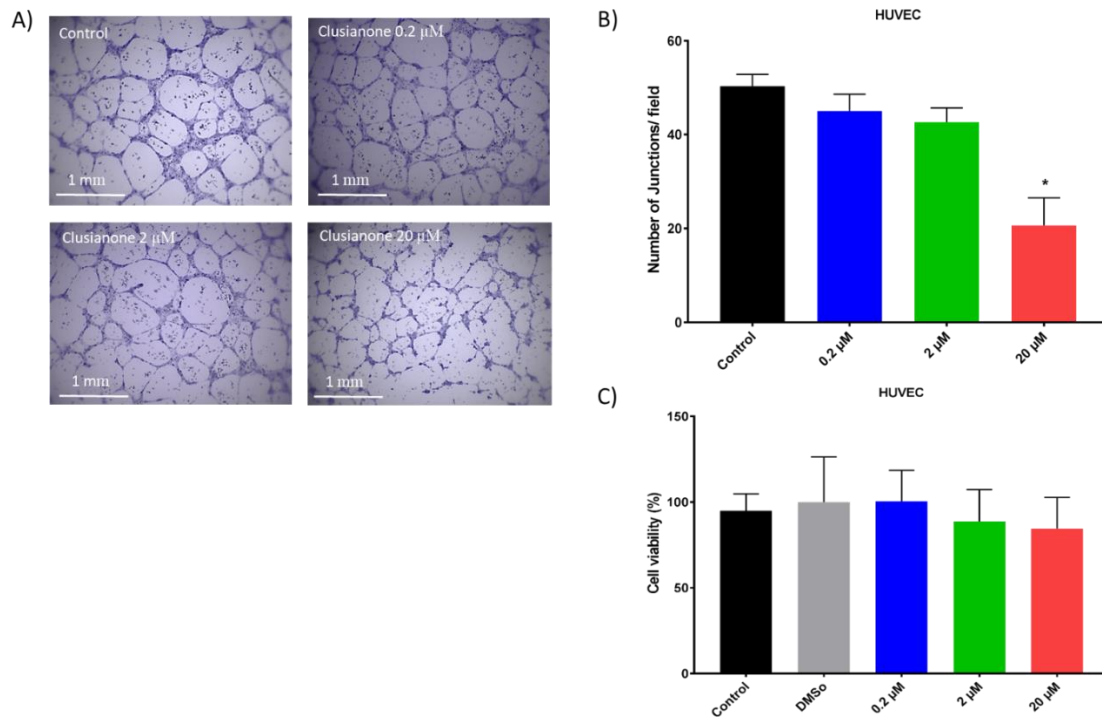 A)
Control
1 mm
Clusianone 0.2 μM
1 mm
Clusianone 2 μM
1 mm
Clusianone 20 μM
1 mm
B)
HUVEC
Number of Junctions/ field
60
40
20
0
*
Control
0.2 μM
2 μM
20 μM
C)
HUVEC
Cell viability (%)
150
100
50
0
Control
DMSo
0.2 μM
2 μM
20 μM